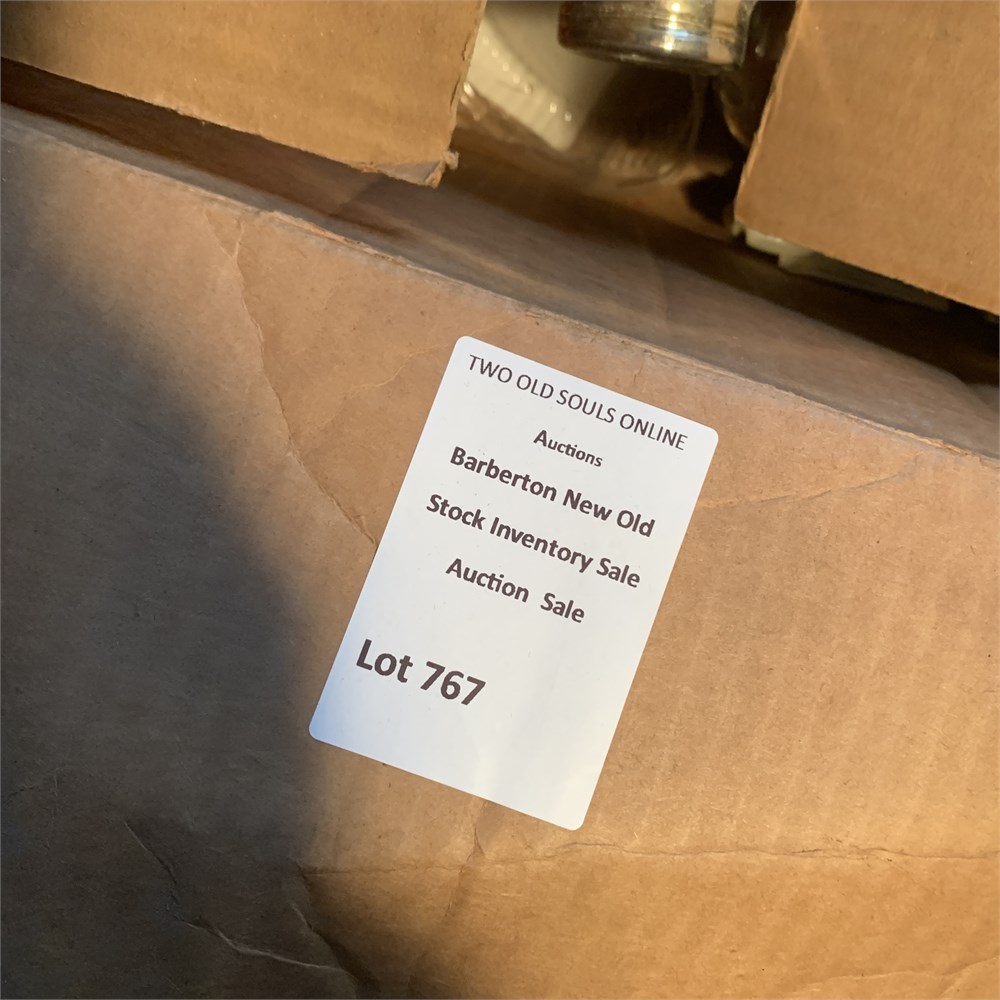 TWO OLD SOULS ONLINE
Auctions
Barberton New Old
Stock Inventory Sale
Auction Sale
Lot 767